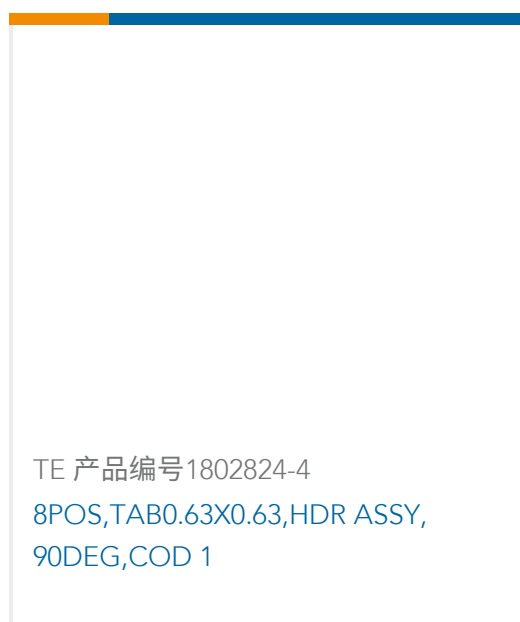 TE 产品编号1802824-4
8POS,TAB0.63X0.63,HDR ASSY,
90DEG,COD 1